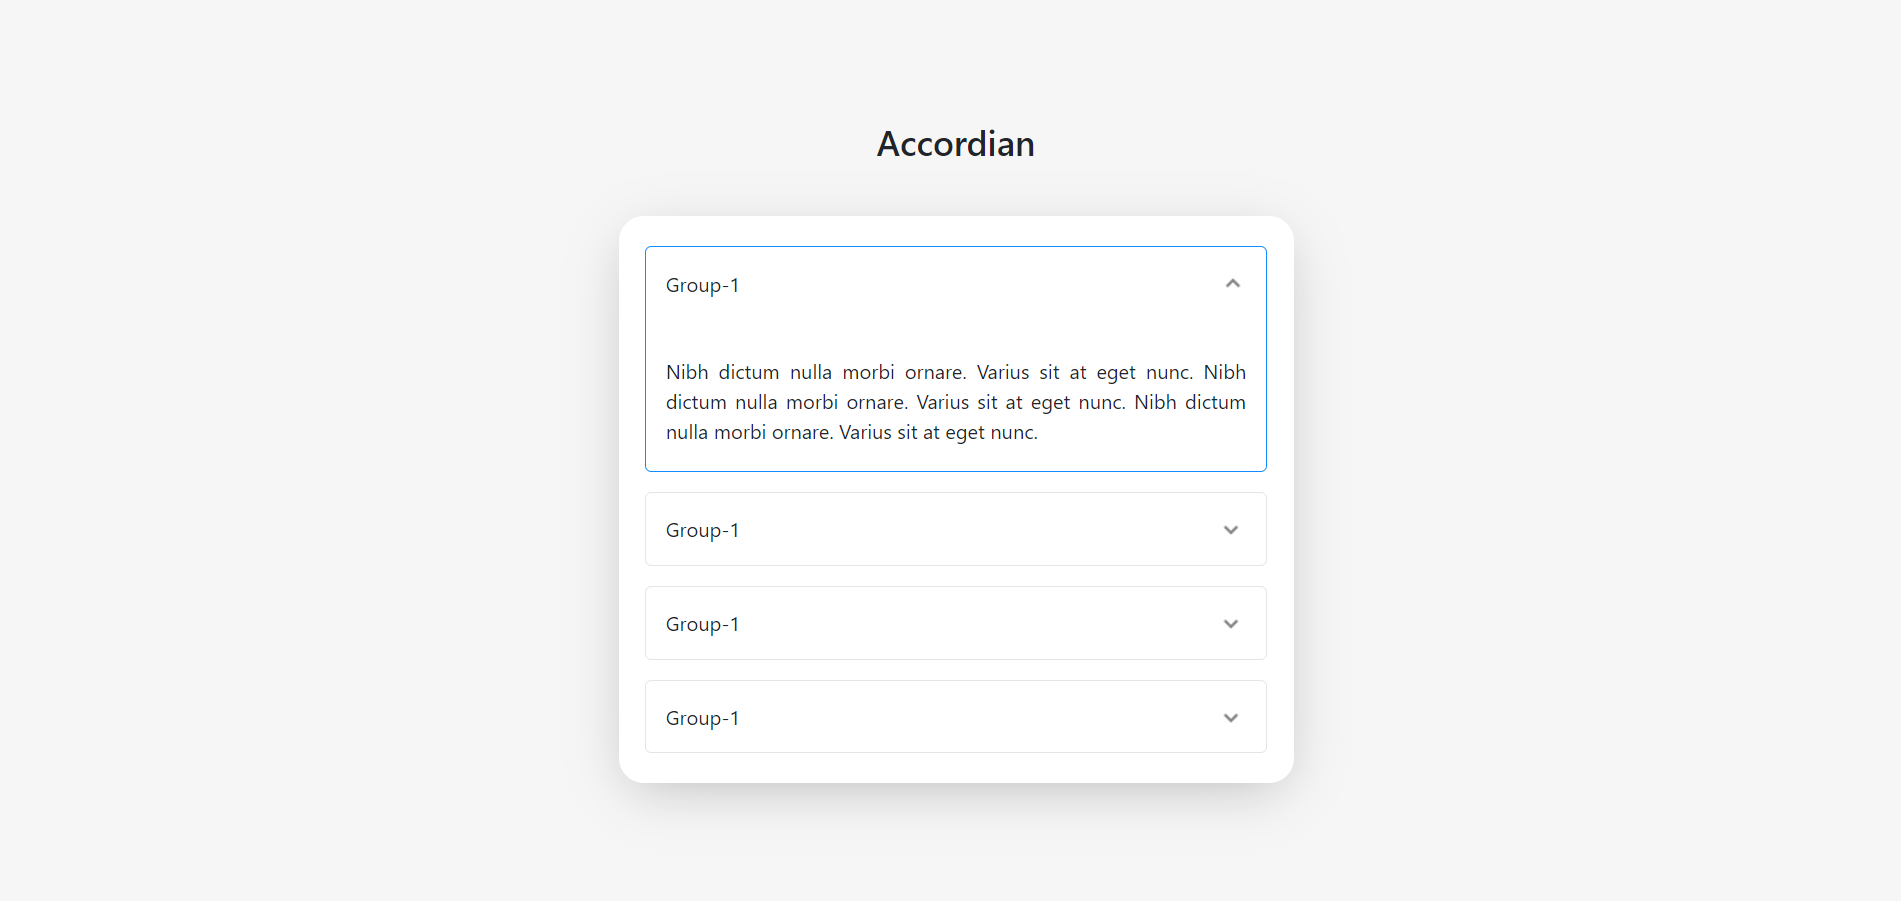 Accordian
Group-1
Nibh dictum nulla morbi ornare. Varius sit at eget nunc. Nibh
dictum nulla morbi ornare. Varius sit at eget nunc. Nibh dictum
nulla morbi ornare. Varius sit at eget nunc.
Group-1
Group-1
Group-1